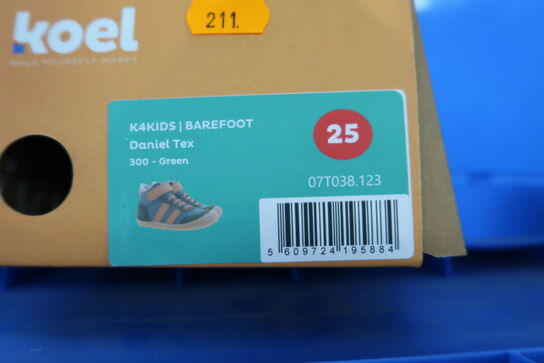 211.
koel
WALK YOURSELF HAPPY
K4KIDS | BAREFOOT
Daniel Tex
300 - Green
25
07T038.123
5 609724 195884